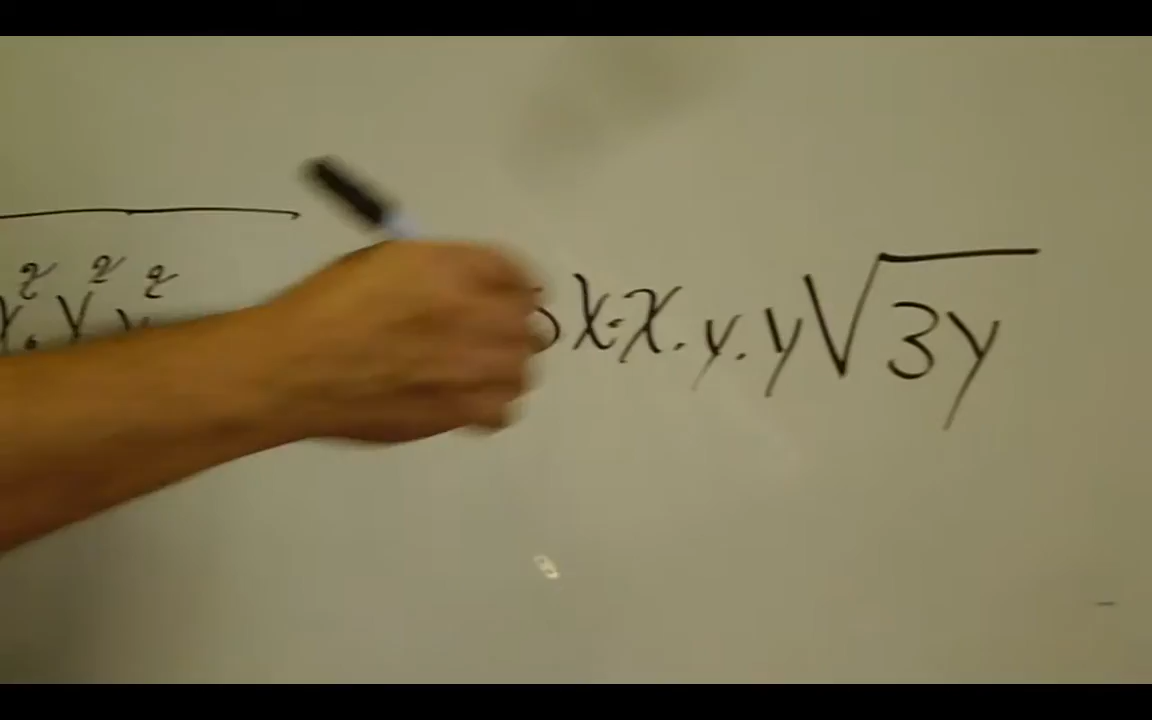 x² · y² y² x·x·y·y√3y